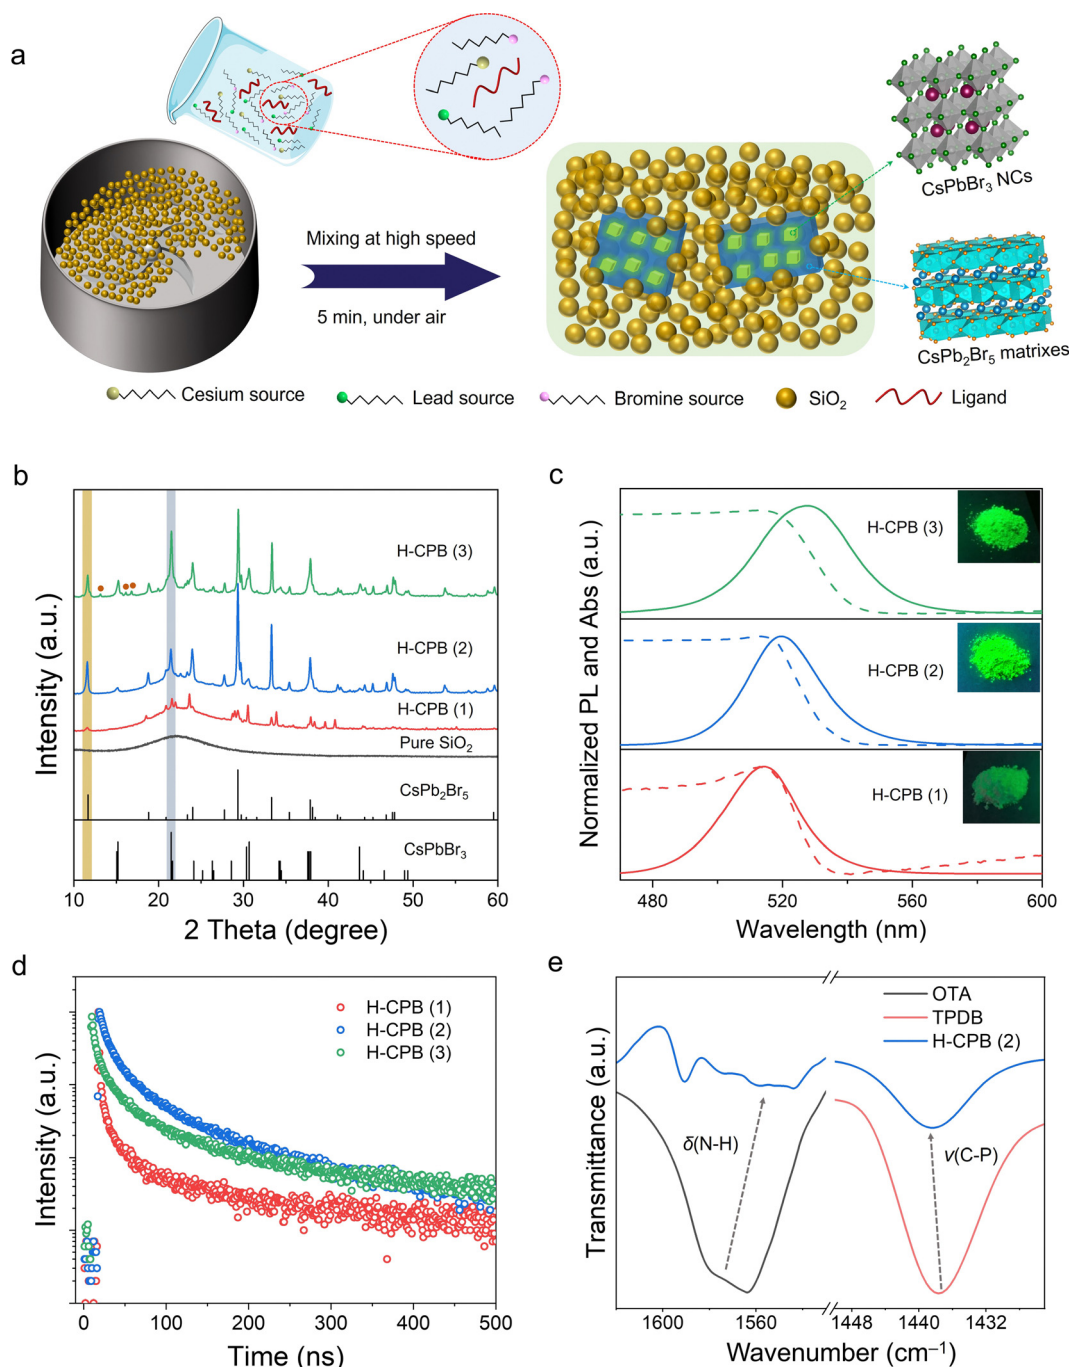 a
CsPbBr₃ NCs
Mixing at high speed
5 min, under air
CsPb₂Br₅ matrixes
Cesium source
Lead source
Bromine source
SiO₂
Ligand
b
Intensity (a.u.)
H-CPB (3)
H-CPB (2)
H-CPB (1)
Pure SiO₂
CsPb₂Br₅
CsPbBr₃
10 20 30 40 50 60
2 Theta (degree)
c
Normalized PL and Abs (a.u.)
H-CPB (3)
H-CPB (2)
H-CPB (1)
480 520 560 600
Wavelength (nm)
d
Intensity (a.u.)
H-CPB (1)
H-CPB (2)
H-CPB (3)
0 100 200 300 400 500
Time (ns)
e
Transmittance (a.u.)
OTA
TPDB
H-CPB (2)
δ(N-H)
ν(C-P)
1600 1560 1448 1440 1432
Wavenumber (cm⁻¹)